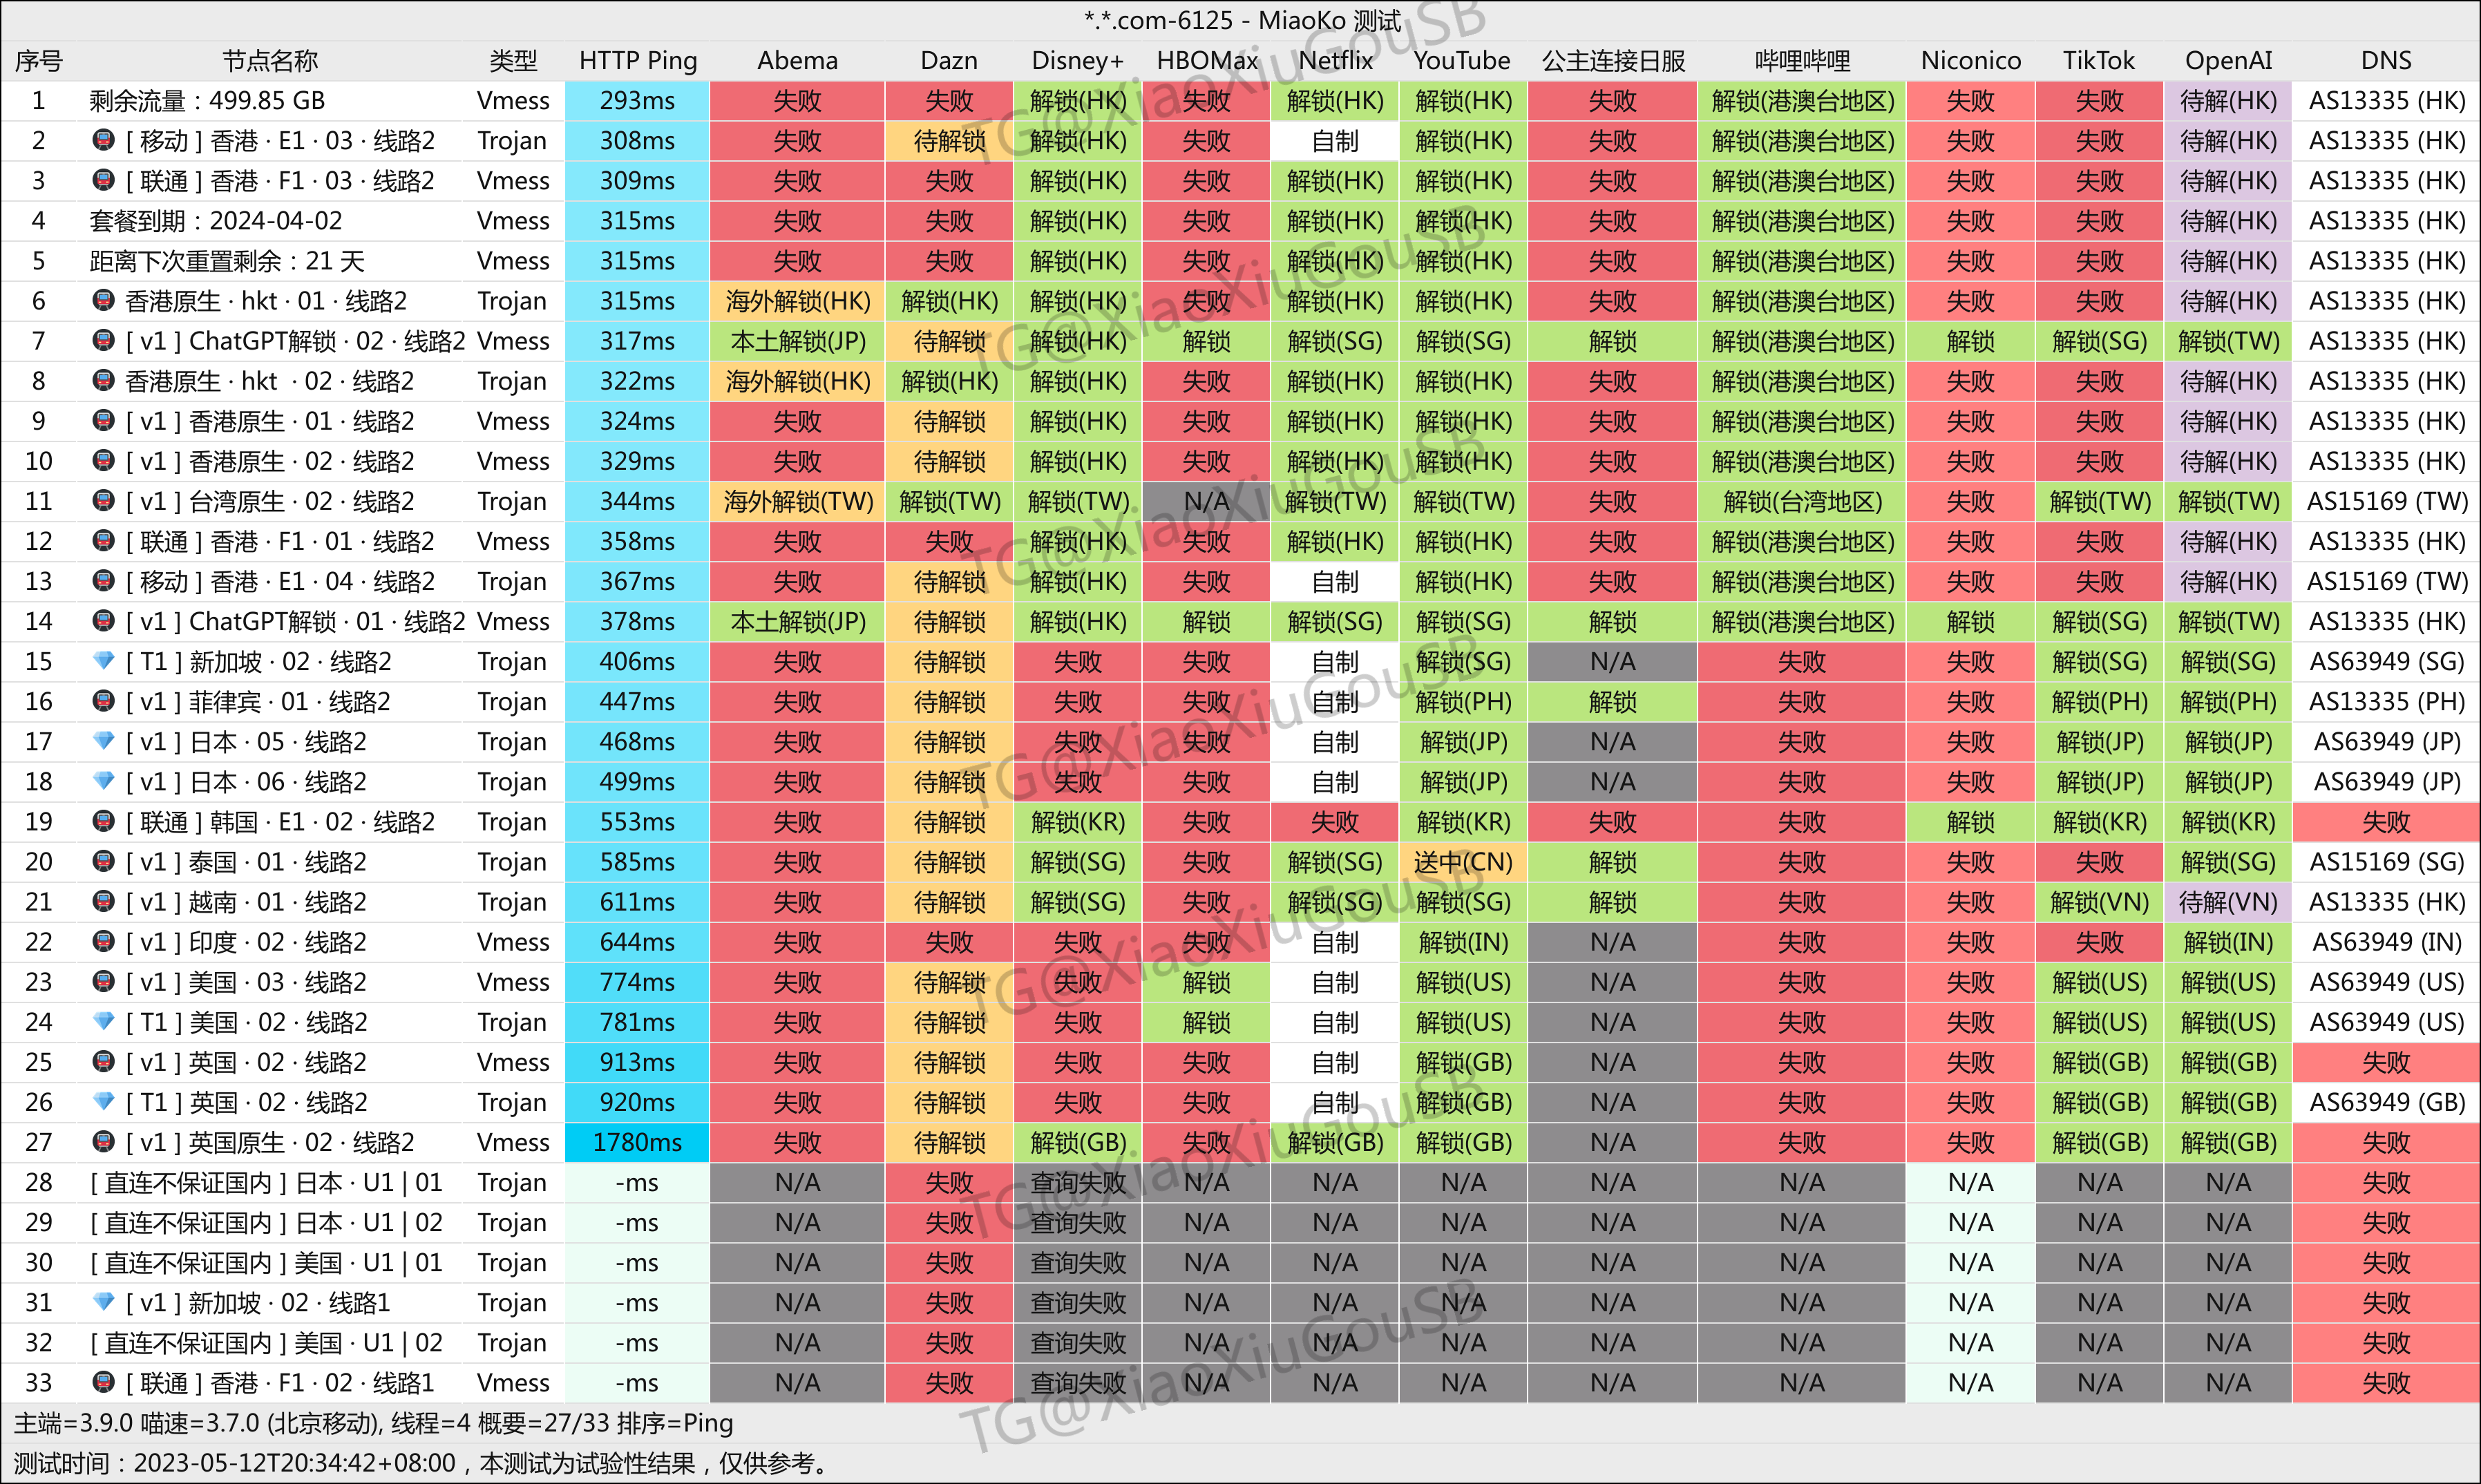 *.*.com-6125 - MiaoKo 测试
序号 节点名称 类型 HTTP Ping Abema Dazn Disney+ HBOMax Netflix YouTube 公主连接日服 哔哩哔哩 Niconico TikTok OpenAI DNS
1 剩余流量：499.85 GB Vmess 293ms 失败 失败 解锁(HK) 失败 解锁(HK) 解锁(HK) 失败 解锁(港澳台地区) 失败 失败 待解(HK) AS13335 (HK)
2 [ 移动 ] 香港 · E1 · 03 · 线路2 Trojan 308ms 失败 待解锁 解锁(HK) 失败 自制 解锁(HK) 失败 解锁(港澳台地区) 失败 失败 待解(HK) AS13335 (HK)
3 [ 联通 ] 香港 · F1 · 03 · 线路2 Vmess 309ms 失败 失败 解锁(HK) 失败 解锁(HK) 解锁(HK) 失败 解锁(港澳台地区) 失败 失败 待解(HK) AS13335 (HK)
4 套餐到期：2024-04-02 Vmess 315ms 失败 失败 解锁(HK) 失败 解锁(HK) 解锁(HK) 失败 解锁(港澳台地区) 失败 失败 待解(HK) AS13335 (HK)
5 距离下次重置剩余：21 天 Vmess 315ms 失败 失败 解锁(HK) 失败 解锁(HK) 解锁(HK) 失败 解锁(港澳台地区) 失败 失败 待解(HK) AS13335 (HK)
6 香港原生 · hkt · 01 · 线路2 Trojan 315ms 海外解锁(HK) 解锁(HK) 解锁(HK) 失败 解锁(HK) 解锁(HK) 失败 解锁(港澳台地区) 失败 失败 待解(HK) AS13335 (HK)
7 [ v1 ] ChatGPT解锁 · 02 · 线路2 Vmess 317ms 本土解锁(JP) 待解锁 解锁(HK) 解锁 解锁(SG) 解锁(SG) 解锁 解锁(港澳台地区) 解锁 解锁(SG) 解锁(TW) AS13335 (HK)
8 香港原生 · hkt · 02 · 线路2 Trojan 322ms 海外解锁(HK) 解锁(HK) 解锁(HK) 失败 解锁(HK) 解锁(HK) 失败 解锁(港澳台地区) 失败 失败 待解(HK) AS13335 (HK)
9 [ v1 ] 香港原生 · 01 · 线路2 Vmess 324ms 失败 待解锁 解锁(HK) 失败 解锁(HK) 解锁(HK) 失败 解锁(港澳台地区) 失败 失败 待解(HK) AS13335 (HK)
10 [ v1 ] 香港原生 · 02 · 线路2 Vmess 329ms 失败 待解锁 解锁(HK) 失败 解锁(HK) 解锁(HK) 失败 解锁(港澳台地区) 失败 失败 待解(HK) AS13335 (HK)
11 [ v1 ] 台湾原生 · 02 · 线路2 Trojan 344ms 海外解锁(TW) 解锁(TW) 解锁(TW) N/A 解锁(TW) 解锁(TW) 失败 解锁(台湾地区) 失败 解锁(TW) 解锁(TW) AS15169 (TW)
12 [ 联通 ] 香港 · F1 · 01 · 线路2 Vmess 358ms 失败 失败 解锁(HK) 失败 解锁(HK) 解锁(HK) 失败 解锁(港澳台地区) 失败 失败 待解(HK) AS13335 (HK)
13 [ 移动 ] 香港 · E1 · 04 · 线路2 Trojan 367ms 失败 待解锁 解锁(HK) 失败 自制 解锁(HK) 失败 解锁(港澳台地区) 失败 失败 待解(HK) AS15169 (TW)
14 [ v1 ] ChatGPT解锁 · 01 · 线路2 Vmess 378ms 本土解锁(JP) 待解锁 解锁(HK) 解锁 解锁(SG) 解锁(SG) 解锁 解锁(港澳台地区) 解锁 解锁(SG) 解锁(TW) AS13335 (HK)
15 [ T1 ] 新加坡 · 02 · 线路2 Trojan 406ms 失败 待解锁 失败 失败 自制 解锁(SG) N/A 失败 失败 解锁(SG) 解锁(SG) AS63949 (SG)
16 [ v1 ] 菲律宾 · 01 · 线路2 Trojan 447ms 失败 待解锁 失败 失败 自制 解锁(PH) 解锁 失败 失败 解锁(PH) 解锁(PH) AS13335 (PH)
17 [ v1 ] 日本 · 05 · 线路2 Trojan 468ms 失败 待解锁 失败 失败 自制 解锁(JP) N/A 失败 失败 解锁(JP) 解锁(JP) AS63949 (JP)
18 [ v1 ] 日本 · 06 · 线路2 Trojan 499ms 失败 待解锁 失败 失败 自制 解锁(JP) N/A 失败 失败 解锁(JP) 解锁(JP) AS63949 (JP)
19 [ 联通 ] 韩国 · E1 · 02 · 线路2 Trojan 553ms 失败 待解锁 解锁(KR) 失败 失败 解锁(KR) 失败 失败 解锁 解锁(KR) 解锁(KR) 失败
20 [ v1 ] 泰国 · 01 · 线路2 Trojan 585ms 失败 待解锁 解锁(SG) 失败 解锁(SG) 送中(CN) 解锁 失败 失败 失败 解锁(SG) AS15169 (SG)
21 [ v1 ] 越南 · 01 · 线路2 Trojan 611ms 失败 待解锁 解锁(SG) 失败 解锁(SG) 解锁(SG) 解锁 失败 失败 解锁(VN) 待解(VN) AS13335 (HK)
22 [ v1 ] 印度 · 02 · 线路2 Vmess 644ms 失败 失败 失败 失败 自制 解锁(IN) N/A 失败 失败 失败 解锁(IN) AS63949 (IN)
23 [ v1 ] 美国 · 03 · 线路2 Vmess 774ms 失败 待解锁 失败 解锁 自制 解锁(US) N/A 失败 失败 解锁(US) 解锁(US) AS63949 (US)
24 [ T1 ] 美国 · 02 · 线路2 Trojan 781ms 失败 待解锁 失败 解锁 自制 解锁(US) N/A 失败 失败 解锁(US) 解锁(US) AS63949 (US)
25 [ v1 ] 英国 · 02 · 线路2 Vmess 913ms 失败 待解锁 失败 失败 自制 解锁(GB) N/A 失败 失败 解锁(GB) 解锁(GB) 失败
26 [ T1 ] 英国 · 02 · 线路2 Trojan 920ms 失败 待解锁 失败 失败 自制 解锁(GB) N/A 失败 失败 解锁(GB) 解锁(GB) AS63949 (GB)
27 [ v1 ] 英国原生 · 02 · 线路2 Vmess 1780ms 失败 待解锁 解锁(GB) 失败 解锁(GB) 解锁(GB) N/A 失败 失败 解锁(GB) 解锁(GB) 失败
28 [ 直连不保证国内 ] 日本 · U1 | 01 Trojan -ms N/A 失败 查询失败 N/A N/A N/A N/A N/A N/A N/A N/A 失败
29 [ 直连不保证国内 ] 日本 · U1 | 02 Trojan -ms N/A 失败 查询失败 N/A N/A N/A N/A N/A N/A N/A N/A 失败
30 [ 直连不保证国内 ] 美国 · U1 | 01 Trojan -ms N/A 失败 查询失败 N/A N/A N/A N/A N/A N/A N/A N/A 失败
31 [ v1 ] 新加坡 · 02 · 线路1 Trojan -ms N/A 失败 查询失败 N/A N/A N/A N/A N/A N/A N/A N/A 失败
32 [ 直连不保证国内 ] 美国 · U1 | 02 Trojan -ms N/A 失败 查询失败 N/A N/A N/A N/A N/A N/A N/A N/A 失败
33 [ 联通 ] 香港 · F1 · 02 · 线路1 Vmess -ms N/A 失败 查询失败 N/A N/A N/A N/A N/A N/A N/A N/A 失败
主端=3.9.0 喵速=3.7.0 (北京移动), 线程=4 概要=27/33 排序=Ping
测试时间：2023-05-12T20:34:42+08:00，本测试为试验性结果，仅供参考。
TG@XiaoXiuGouSB
TG@XiaoXiuGouSB
TG@XiaoXiuGouSB
TG@XiaoXiuGouSB
TG@XiaoXiuGouSB
TG@XiaoXiuGouSB
TG@XiaoXiuGouSB